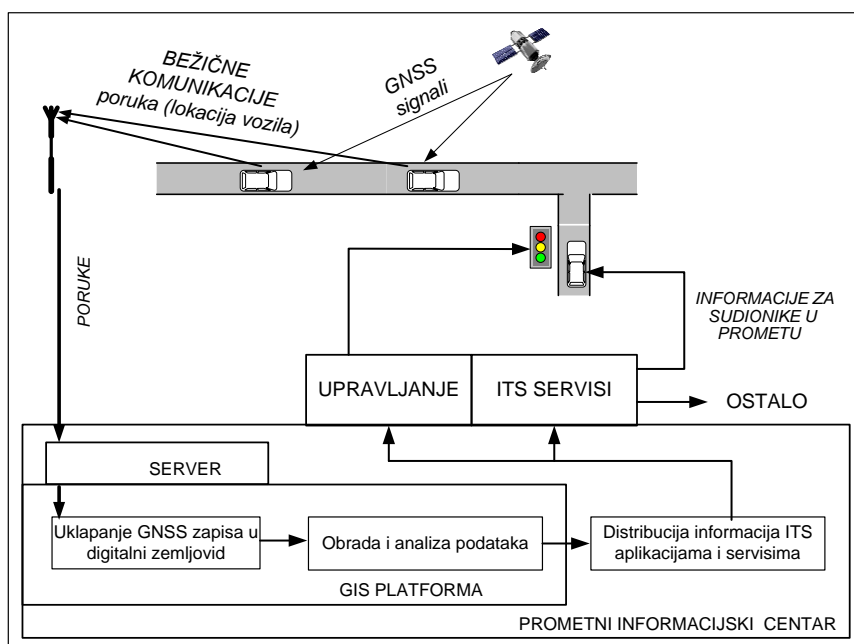 BEŽIČNE
KOMUNIKACIJE
poruka (lokacija vozila)
GNSS
signali
PORUKE
INFORMACIJE ZA
SUDIONIKE U
PROMETU
UPRAVLJANJE
ITS SERVISI
OSTALO
SERVER
Uklapanje GNSS zapisa u
digitalni zemljovid
Obrada i analiza podataka
Distribucija informacija ITS
aplikacijama i servisima
GIS PLATFORMA
PROMETNI INFORMACIJSKI CENTAR